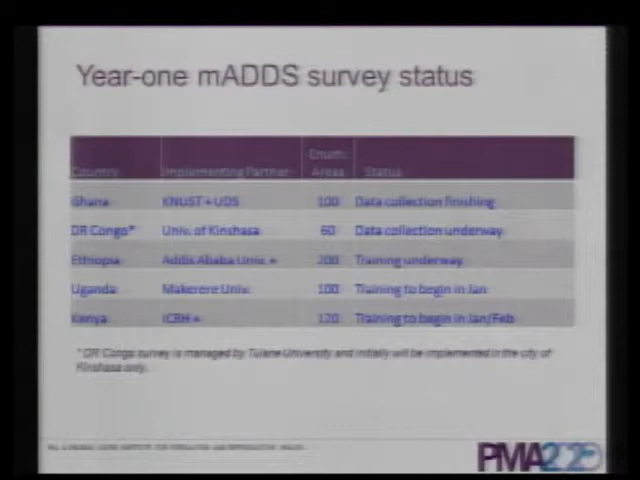 Year-one mADDS survey status
Country Implementing Partner Enum. Areas Status
Ghana KNUST + UDS 100 Data collection finishing
DR Congo* Univ. of Kinshasa 60 Data collection underway
Ethiopia Addis Ababa Univ. + 200 Training underway
Uganda Makerere Univ. 100 Training to begin in Jan
Kenya ICRH + 120 Training to begin in Jan/Feb
*DR Congo survey is managed by Tulane University and initially will be implemented in the city of
Kinshasa only.
PMA2020